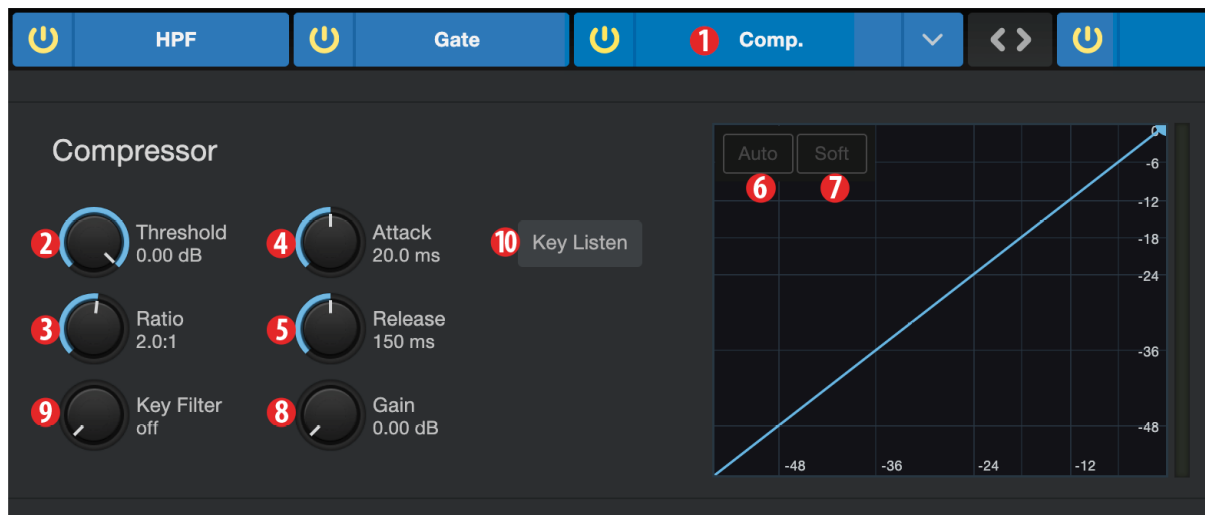 HPF
Gate
1 Comp.
Compressor
2 Threshold
0.00 dB
4 Attack
20.0 ms
10 Key Listen
3 Ratio
2.0:1
5 Release
150 ms
9 Key Filter
off
8 Gain
0.00 dB
Auto Soft
6 7
0
-6
-12
-18
-24
-36
-48
-48 -36 -24 -12